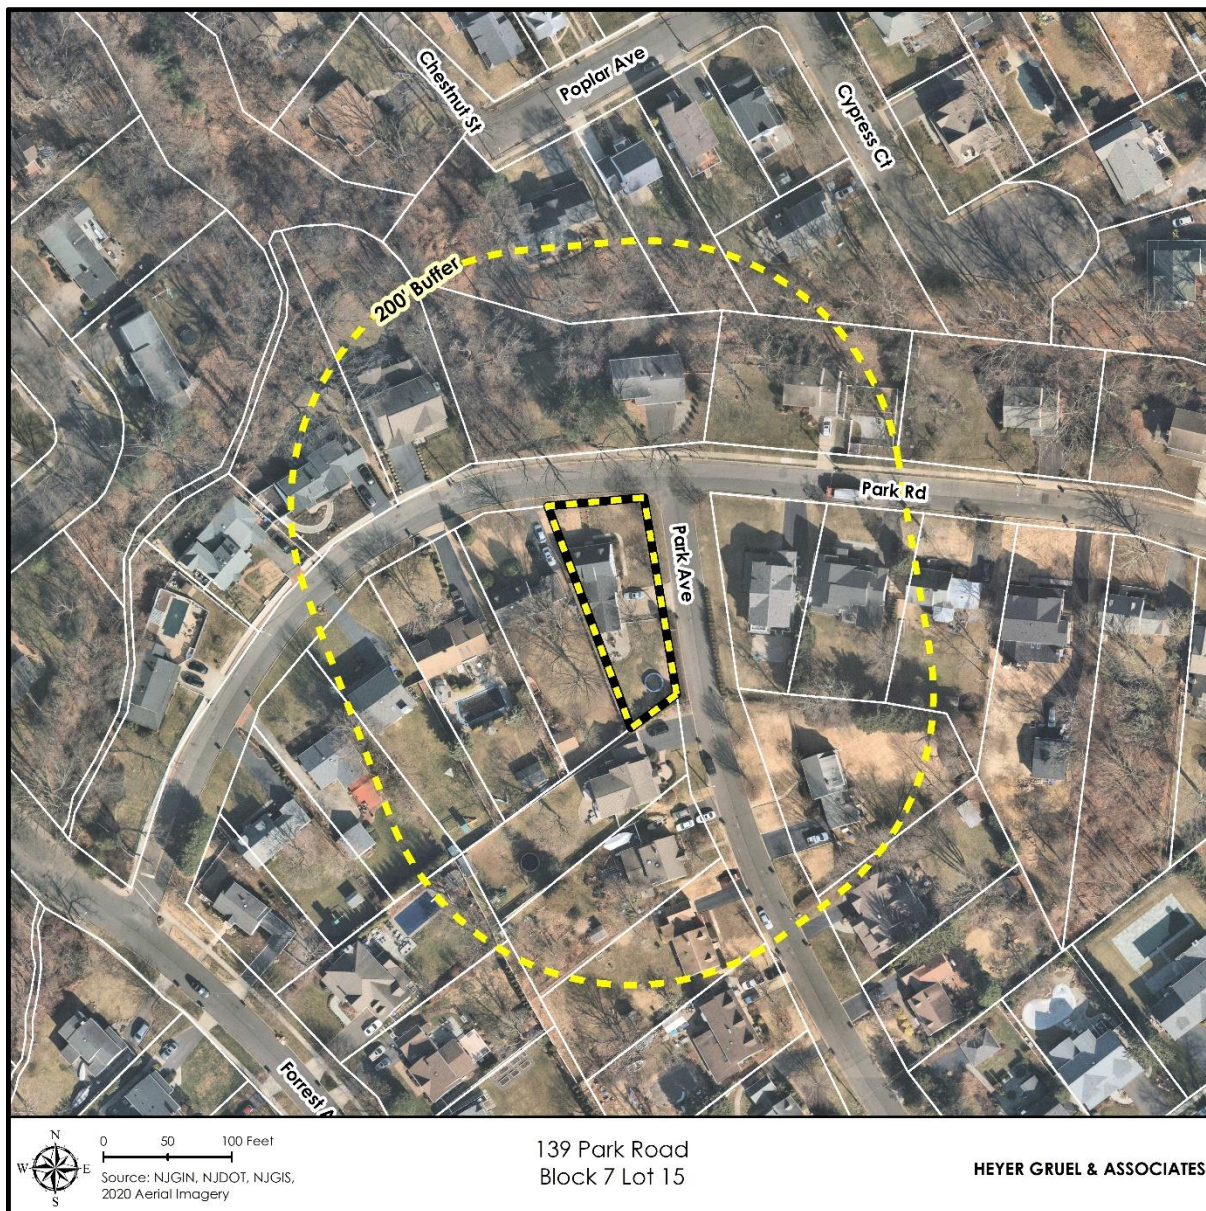 Poplar Ave
Chestnut St
Cypress Ct
200' Buffer
Park Rd
Park Ave
Forrest A
N
W E
S
0 50 100 Feet
Source: NJGIN, NJDOT, NJGIS,
2020 Aerial Imagery
139 Park Road
Block 7 Lot 15
HEYER GRUEL & ASSOCIATES